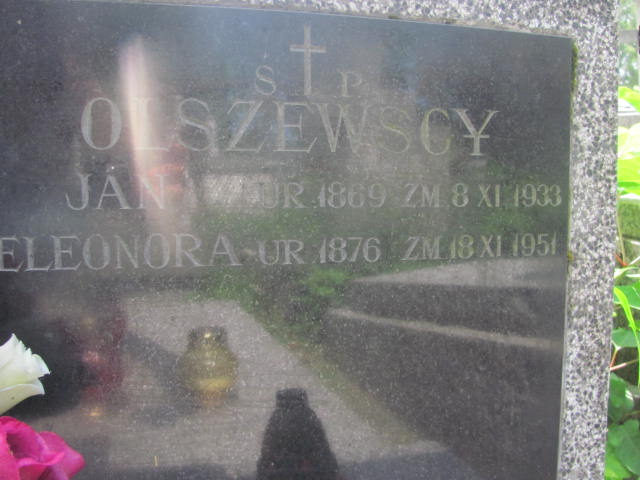 Ś P
OLSZEWSCY
JAN UR 1869 ZM 8 XI 1933
ELEONORA UR 1876 ZM 18 XI 1951